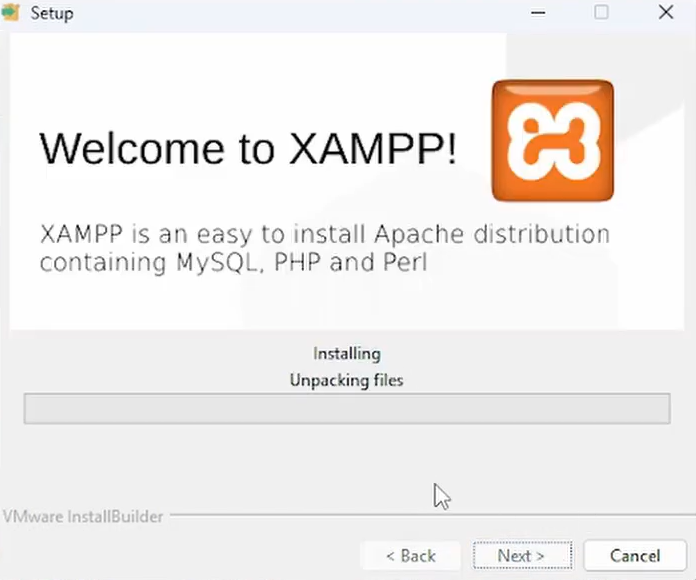 Setup
Welcome to XAMPP!
XAMPP is an easy to install Apache distribution
containing MySQL, PHP and Perl
Installing
Unpacking files
VMware InstallBuilder
< Back
Next >
Cancel